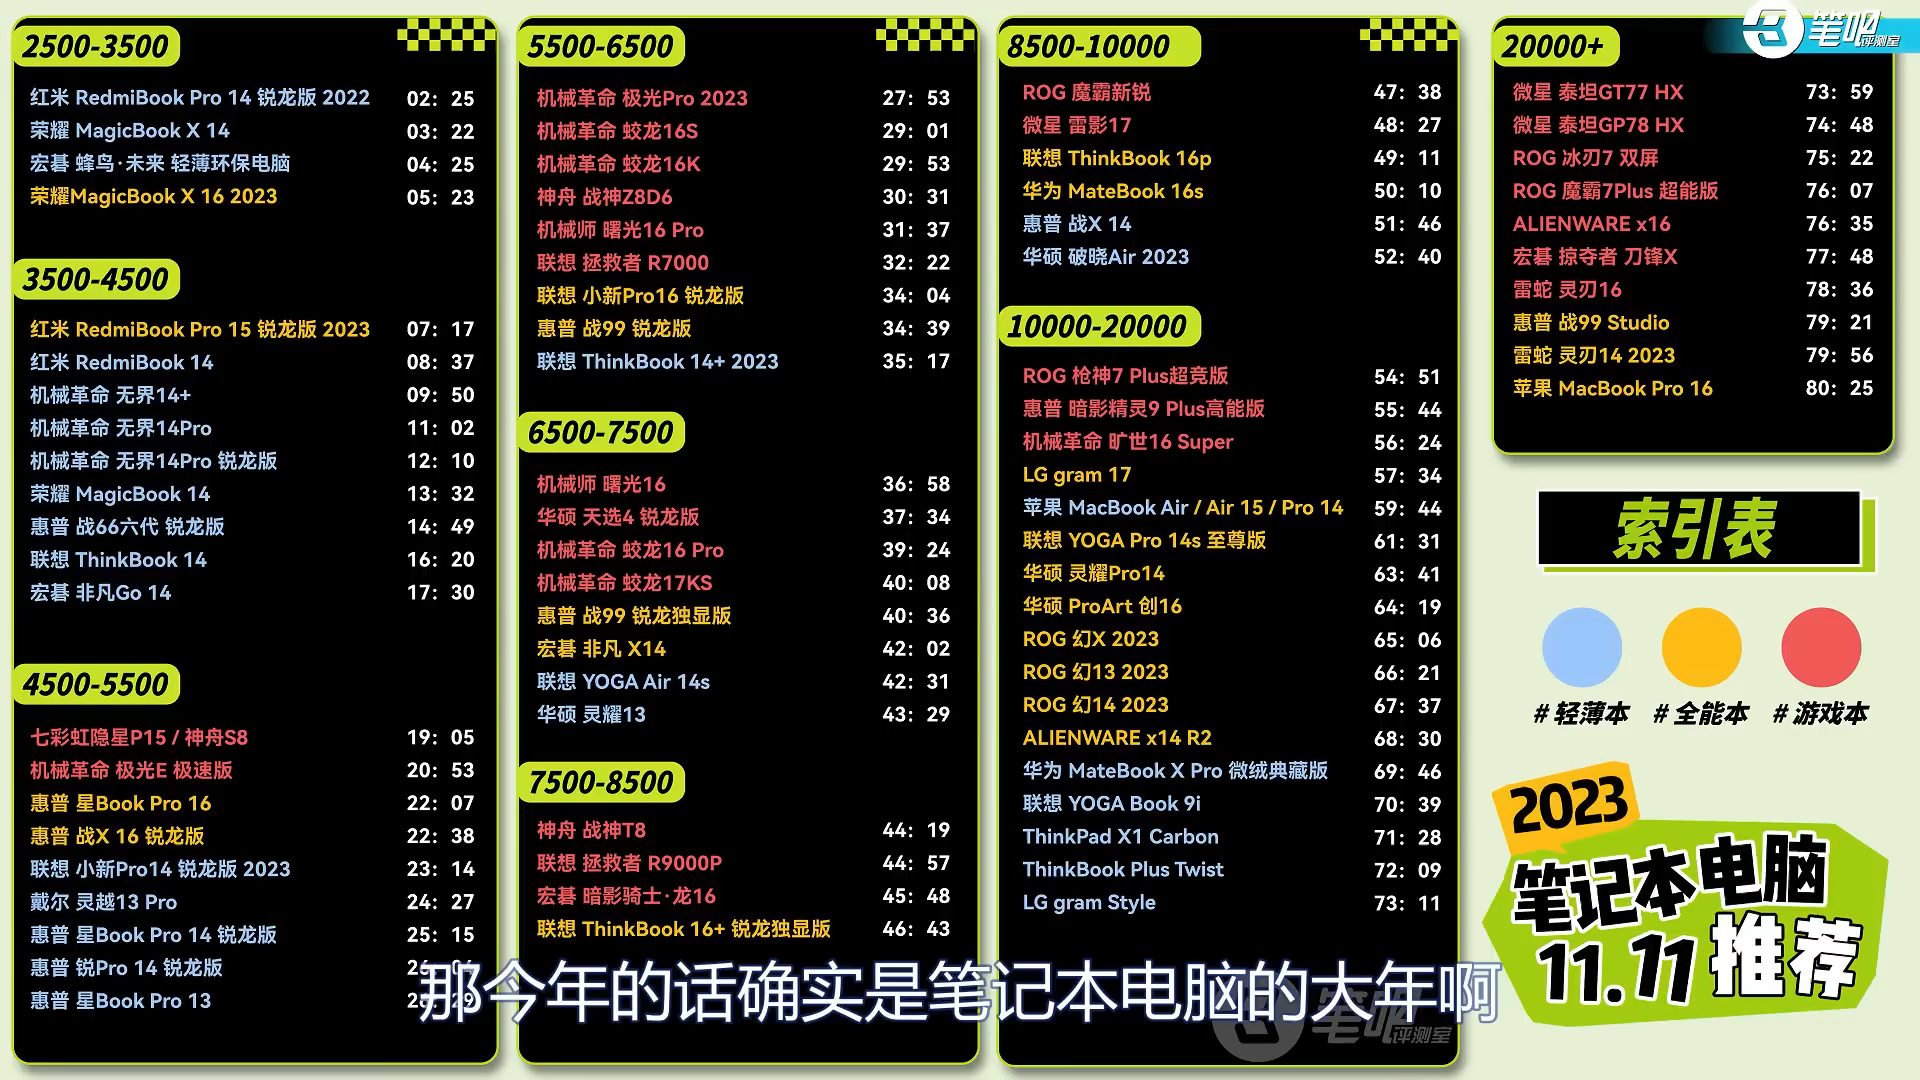 2500-3500
红米 RedmiBook Pro 14 锐龙版 2022 02: 25
荣耀 MagicBook X 14 03: 22
宏碁 蜂鸟·未来 轻薄环保电脑 04: 25
荣耀MagicBook X 16 2023 05: 23
3500-4500
红米 RedmiBook Pro 15 锐龙版 2023 07: 17
红米 RedmiBook 14 08: 37
机械革命 无界14+ 09: 50
机械革命 无界14Pro 11: 02
机械革命 无界14Pro 锐龙版 12: 10
荣耀 MagicBook 14 13: 32
惠普 战66六代 锐龙版 14: 49
联想 ThinkBook 14 16: 20
宏碁 非凡Go 14 17: 30
4500-5500
七彩虹隐星P15 / 神舟S8 19: 05
机械革命 极光E 极速版 20: 53
惠普 星Book Pro 16 22: 07
惠普 战X 16 锐龙版 22: 38
联想 小新Pro14 锐龙版 2023 23: 14
戴尔 灵越13 Pro 24: 27
惠普 星Book Pro 14 锐龙版 25: 15
惠普 锐Pro 14 锐龙版
惠普 星Book Pro 13
5500-6500
机械革命 极光Pro 2023 27: 53
机械革命 蛟龙16S 29: 01
机械革命 蛟龙16K 29: 53
神舟 战神Z8D6 30: 31
机械师 曙光16 Pro 31: 37
联想 拯救者 R7000 32: 22
联想 小新Pro16 锐龙版 34: 04
惠普 战99 锐龙版 34: 39
联想 ThinkBook 14+ 2023 35: 17
6500-7500
机械师 曙光16 36: 58
华硕 天选4 锐龙版 37: 34
机械革命 蛟龙16 Pro 39: 24
机械革命 蛟龙17KS 40: 08
惠普 战99 锐龙独显版 40: 36
宏碁 非凡 X14 42: 02
联想 YOGA Air 14s 42: 31
华硕 灵耀13 43: 29
7500-8500
神舟 战神T8 44: 19
联想 拯救者 R9000P 44: 57
宏碁 暗影骑士·龙16 45: 48
联想 ThinkBook 16+ 锐龙独显版 46: 43
8500-10000
ROG 魔霸新锐 47: 38
微星 雷影17 48: 27
联想 ThinkBook 16p 49: 11
华为 MateBook 16s 50: 10
惠普 战X 14 51: 46
华硕 破晓Air 2023 52: 40
10000-20000
ROG 枪神7 Plus超竞版 54: 51
惠普 暗影精灵9 Plus高能版 55: 44
机械革命 旷世16 Super 56: 24
LG gram 17 57: 34
苹果 MacBook Air / Air 15 / Pro 14 59: 44
联想 YOGA Pro 14s 至尊版 61: 31
华硕 灵耀Pro14 63: 41
华硕 ProArt 创16 64: 19
ROG 幻X 2023 65: 06
ROG 幻13 2023 66: 21
ROG 幻14 2023 67: 37
ALIENWARE x14 R2 68: 30
华为 MateBook X Pro 微绒典藏版 69: 46
联想 YOGA Book 9i 70: 39
ThinkPad X1 Carbon 71: 28
ThinkBook Plus Twist 72: 09
LG gram Style 73: 11
20000+
微星 泰坦GT77 HX 73: 59
微星 泰坦GP78 HX 74: 48
ROG 冰刃7 双屏 75: 22
ROG 魔霸7Plus 超能版 76: 07
ALIENWARE x16 76: 35
宏碁 掠夺者 刀锋X 77: 48
雷蛇 灵刃16 78: 36
惠普 战99 Studio 79: 21
雷蛇 灵刃14 2023 79: 56
苹果 MacBook Pro 16 80: 25
笔吧评测室
索引表
#轻薄本 #全能本 #游戏本
2023
笔记本电脑
11.11推荐
那今年的话确实是笔记本电脑的大年啊
笔吧评测室